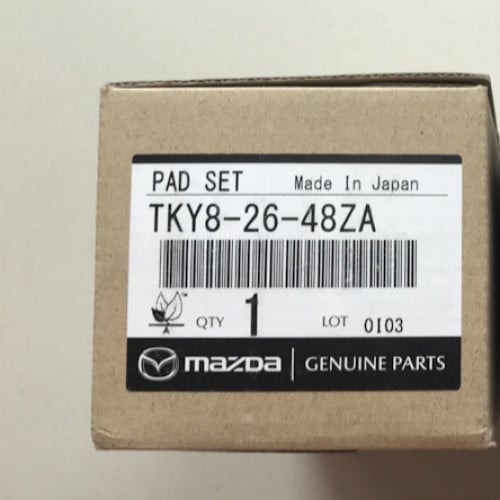 PAD SET Made In Japan
TKY8-26-48ZA
QTY 1 LOT 0I03
mazda GENUINE PARTS